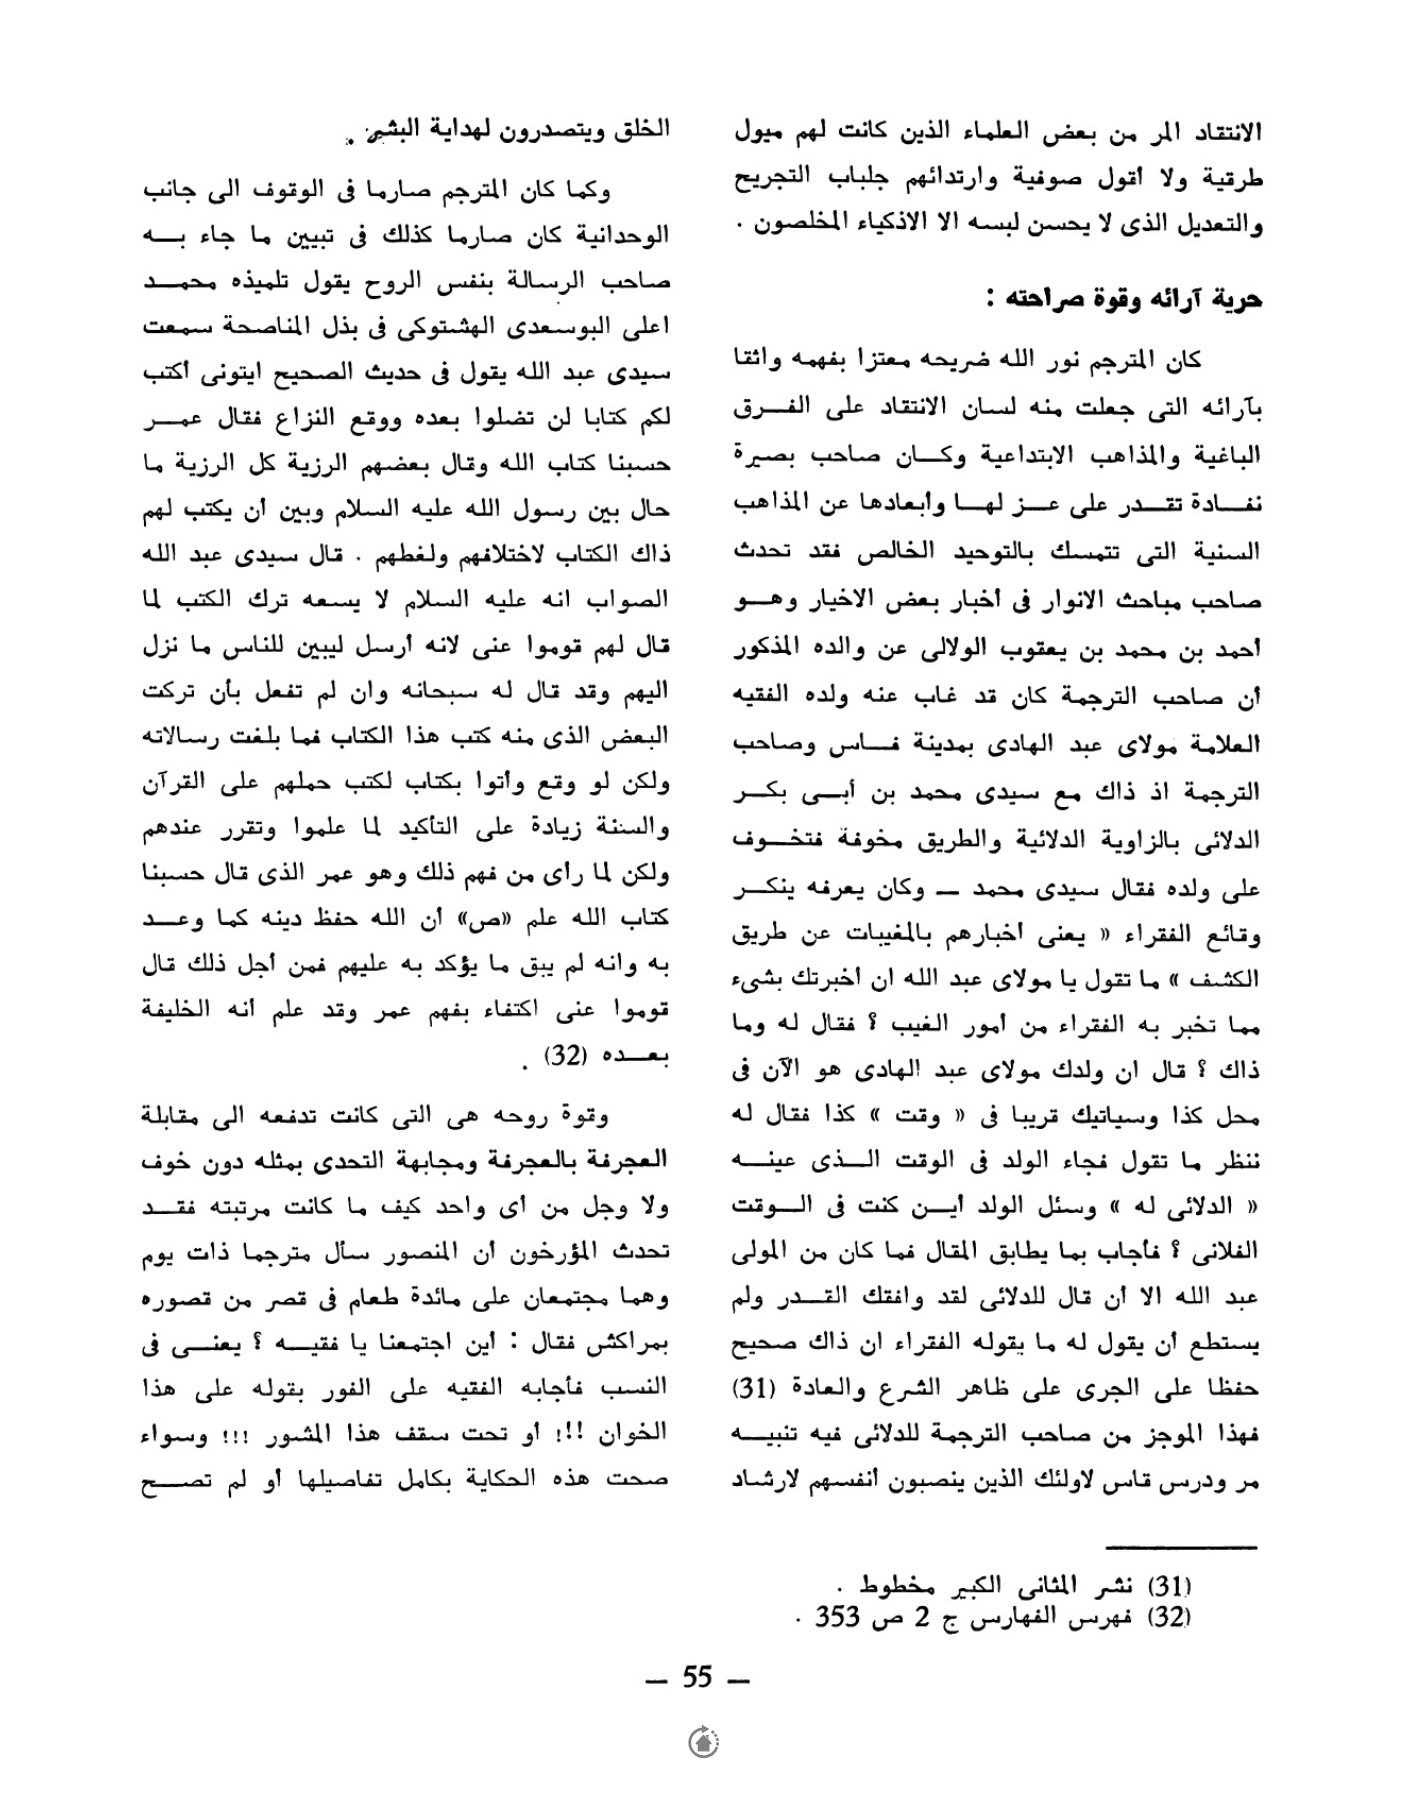 الانتقاد المر من بعض العلماء الذين كانت لهم ميول
طرقية ولا أقول صوفية وارتدائهم جلباب التجريح
والتعديل الذى لا يحسن لبسه الا الاذكياء المخلصون .
حرية آرائه وقوة صراحته :
كان المترجم نور الله ضريحه معتزا بفهمه واثقا
بآرائه التى جعلت منه لسان الانتقاد على الفرق
الباغية والمذاهب الابتداعية وكان صاحب بصيرة
نفادة تقدر على عز لها وأبعادها عن المذاهب
السنية التى تتمسك بالتوحيد الخالص فقد تحدث
صاحب مباحث الانوار فى أخبار بعض الاخيار وهو
أحمد بن محمد بن يعقوب الولالى عن والده المذكور
أن صاحب الترجمة كان قد غاب عنه ولده الفقيه
العلامة مولاى عبد الهادى بمدينة فاس وصاحب
الترجمة اذ ذاك مع سيدى محمد بن أبى بكر
الدلائى بالزاوية الدلائية والطريق مخوفة فتخوف
على ولده فقال سيدى محمد — وكان يعرفه ينكر
وقائع الفقراء « يعنى أخبارهم بالمغيبات عن طريق
الكشف » ما تقول يا مولاى عبد الله ان أخبرتك بشىء
مما تخبر به الفقراء من أمور الغيب ؟ فقال له وما
ذاك ؟ قال ان ولدك مولاى عبد الهادى هو الآن فى
محل كذا وسياتيك قريبا فى « وقت » كذا فقال له
ننظر ما تقول فجاء الولد فى الوقت الذى عينه
« الدلائى له » وسئل الولد أين كنت فى الوقت
الفلانى ؟ فأجاب بما يطابق المقال فما كان من المولى
عبد الله الا أن قال للدلائى لقد وافقك القدر ولم
يستطع أن يقول له ما يقوله الفقراء ان ذاك صحيح
حفظا على الجرى على ظاهر الشرع والعادة (31)
فهذا الموجز من صاحب الترجمة للدلائى فيه تنبيه
مر ودرس قاس لاولئك الذين ينصبون أنفسهم لارشاد
الخلق ويتصدرون لهداية البشر .
وكما كان المترجم صارما فى الوقوف الى جانب
الوحدانية كان صارما كذلك فى تبيين ما جاء به
صاحب الرسالة بنفس الروح يقول تلميذه محمد
اعلى البوسعدى الهشتوكى فى بذل المناصحة سمعت
سيدى عبد الله يقول فى حديث الصحيح ايتونى أكتب
لكم كتابا لن تضلوا بعده ووقع النزاع فقال عمر
حسبنا كتاب الله وقال بعضهم الرزية كل الرزية ما
حال بين رسول الله عليه السلام وبين أن يكتب لهم
ذاك الكتاب لاختلافهم ولغطهم . قال سيدى عبد الله
الصواب انه عليه السلام لا يسعه ترك الكتب لما
قال لهم قوموا عنى لانه أرسل ليبين للناس ما نزل
اليهم وقد قال له سبحانه وان لم تفعل بأن تركت
البعض الذى منه كتب هذا الكتاب فما بلغت رسالاته
ولكن لو وقع وأتوا بكتاب لكتب حملهم على القرآن
والسنة زيادة على التأكيد لما علموا وتقرر عندهم
ولكن لما رأى من فهم ذلك وهو عمر الذى قال حسبنا
كتاب الله علم «ص» أن الله حفظ دينه كما وعد
به وانه لم يبق ما يؤكد به عليهم فمن أجل ذلك قال
قوموا عنى اكتفاء بفهم عمر وقد علم أنه الخليفة
بعده (32) .
وقوة روحه هى التى كانت تدفعه الى مقابلة
العجرفة بالعجرفة ومجابهة التحدى بمثله دون خوف
ولا وجل من أى واحد كيف ما كانت مرتبته فقد
تحدث المؤرخون أن المنصور سأل مترجما ذات يوم
وهما مجتمعان على مائدة طعام فى قصر من قصوره
بمراكش فقال : أين اجتمعنا يا فقيه ؟ يعنى فى
النسب فأجابه الفقيه على الفور بقوله على هذا
الخوان !!! أو تحت سقف هذا المشور !!! وسواء
صحت هذه الحكاية بكامل تفاصيلها أو لم تصح
(31) نشر المثانى الكبير مخطوط .
(32) فهرس الفهارس ج 2 ص 353 .
— 55 —